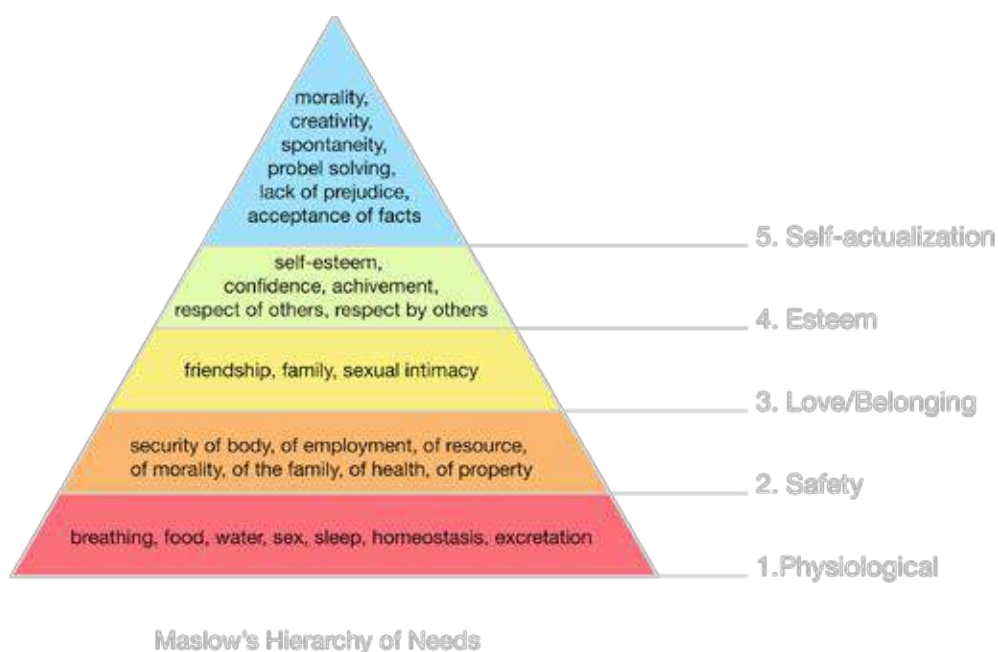 morality,
creativity,
spontaneity,
probel solving,
lack of prejudice,
acceptance of facts
5. Self-actualization
self-esteem,
confidence, achivement,
respect of others, respect by others
4. Esteem
friendship, family, sexual intimacy
3. Love/Belonging
security of body, of employment, of resource,
of morality, of the family, of health, of property
2. Safety
breathing, food, water, sex, sleep, homeostasis, excretation
1.Physiological
Maslow's Hierarchy of Needs